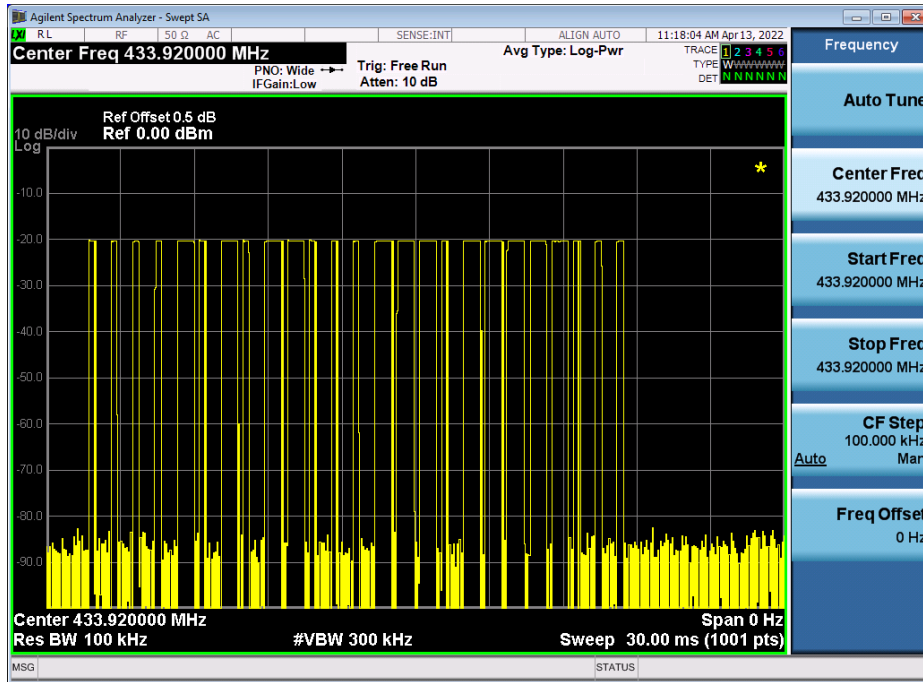 Agilent Spectrum Analyzer - Swept SA
LXI RL RF 50 Ω AC SENSE:INT ALIGN AUTO 11:18:04 AM Apr 13, 2022
Center Freq 433.920000 MHz
PNO: Wide
IFGain:Low
Trig: Free Run
Atten: 10 dB
Avg Type: Log-Pwr
TRACE 1 2 3 4 5 6
TYPE WWWWWW
DET N N N N N N
Frequency
Auto Tune
Center Freq
433.920000 MHz
Start Freq
433.920000 MHz
Stop Freq
433.920000 MHz
CF Step
100.000 kHz
Auto Man
Freq Offset
0 Hz
Ref Offset 0.5 dB
10 dB/div Ref 0.00 dBm
Log
*
-10.0
-20.0
-30.0
-40.0
-50.0
-60.0
-70.0
-80.0
-90.0
Center 433.920000 MHz Span 0 Hz
Res BW 100 kHz #VBW 300 kHz Sweep 30.00 ms (1001 pts)
MSG STATUS